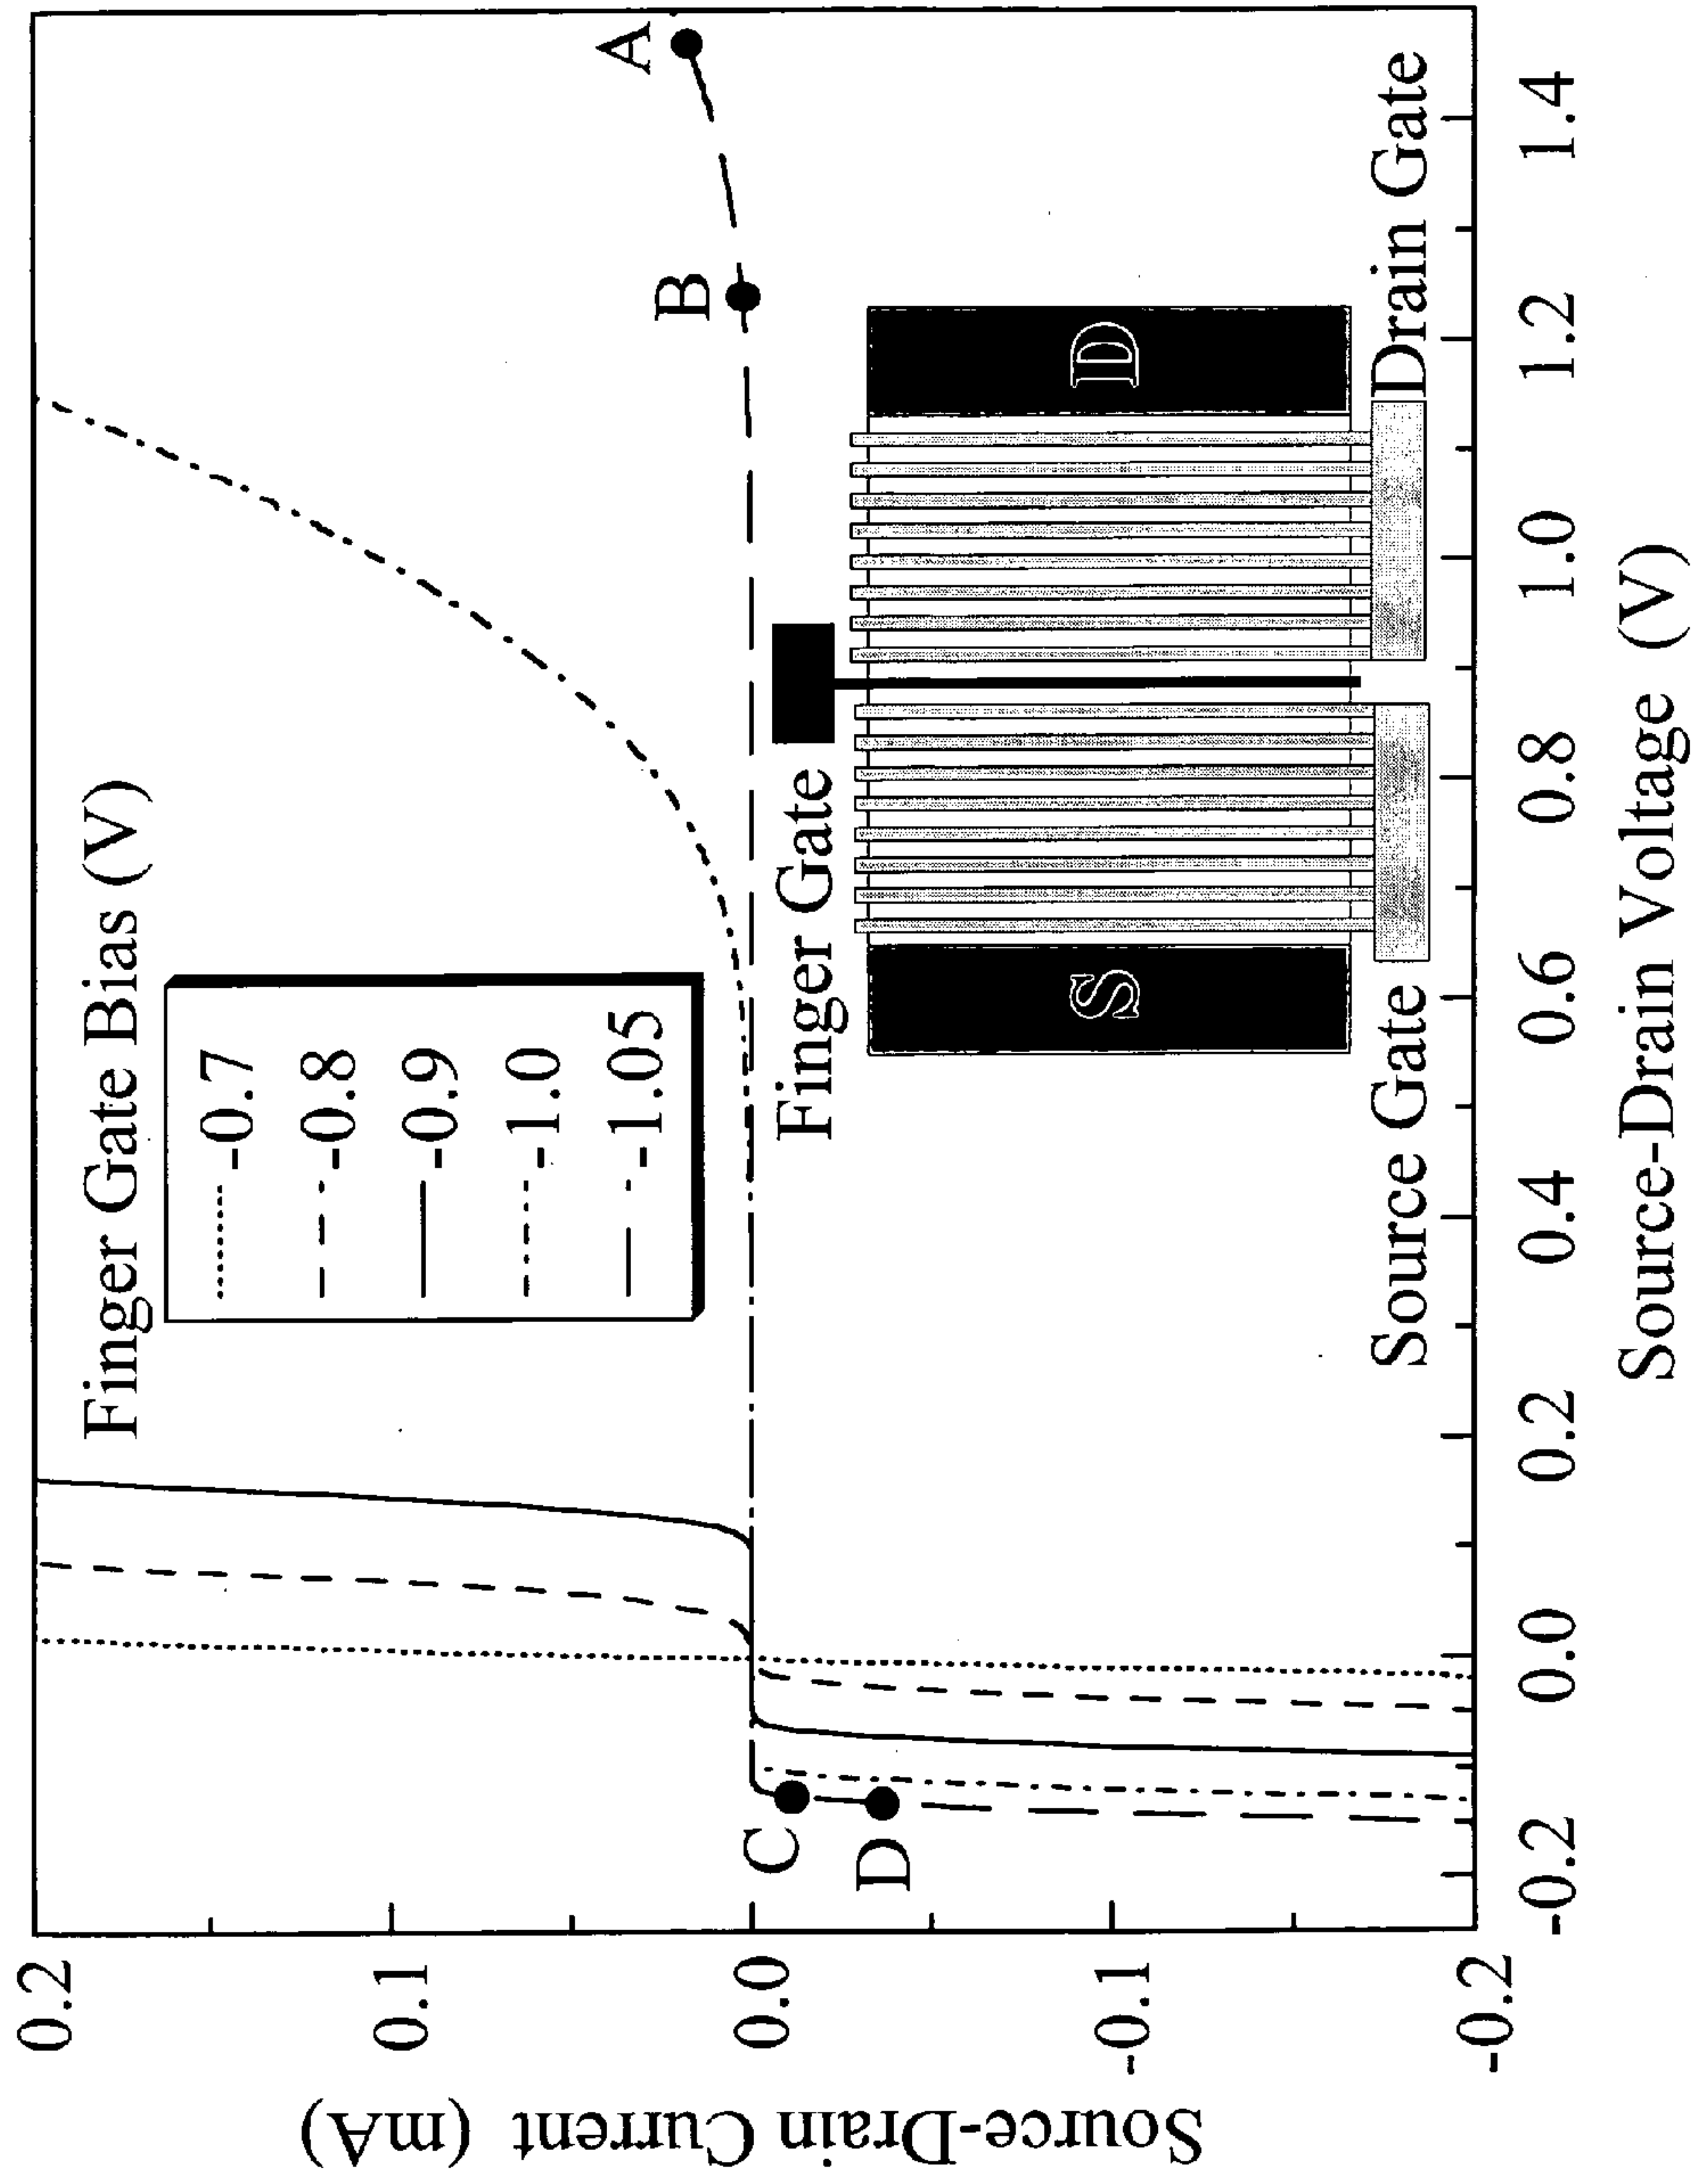 Source-Drain Current (mA)
0.2
0.1
0.0
-0.1
-0.2
Finger Gate Bias (V)
-0.7
-0.8
-0.9
-1.0
-1.05
A
B
C
D
Finger Gate
S
D
Source Gate
Drain Gate
-0.2
0.0
0.2
0.4
0.6
0.8
1.0
1.2
1.4
Source-Drain Voltage (V)